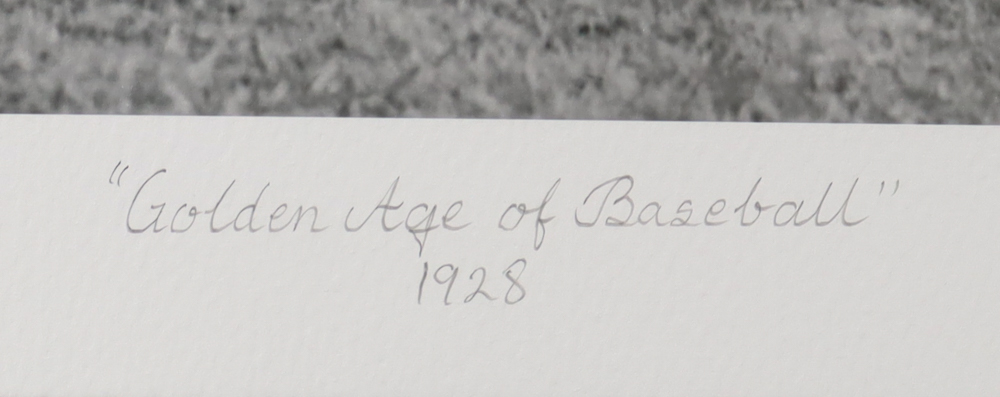 "Golden Age of Baseball"
1928